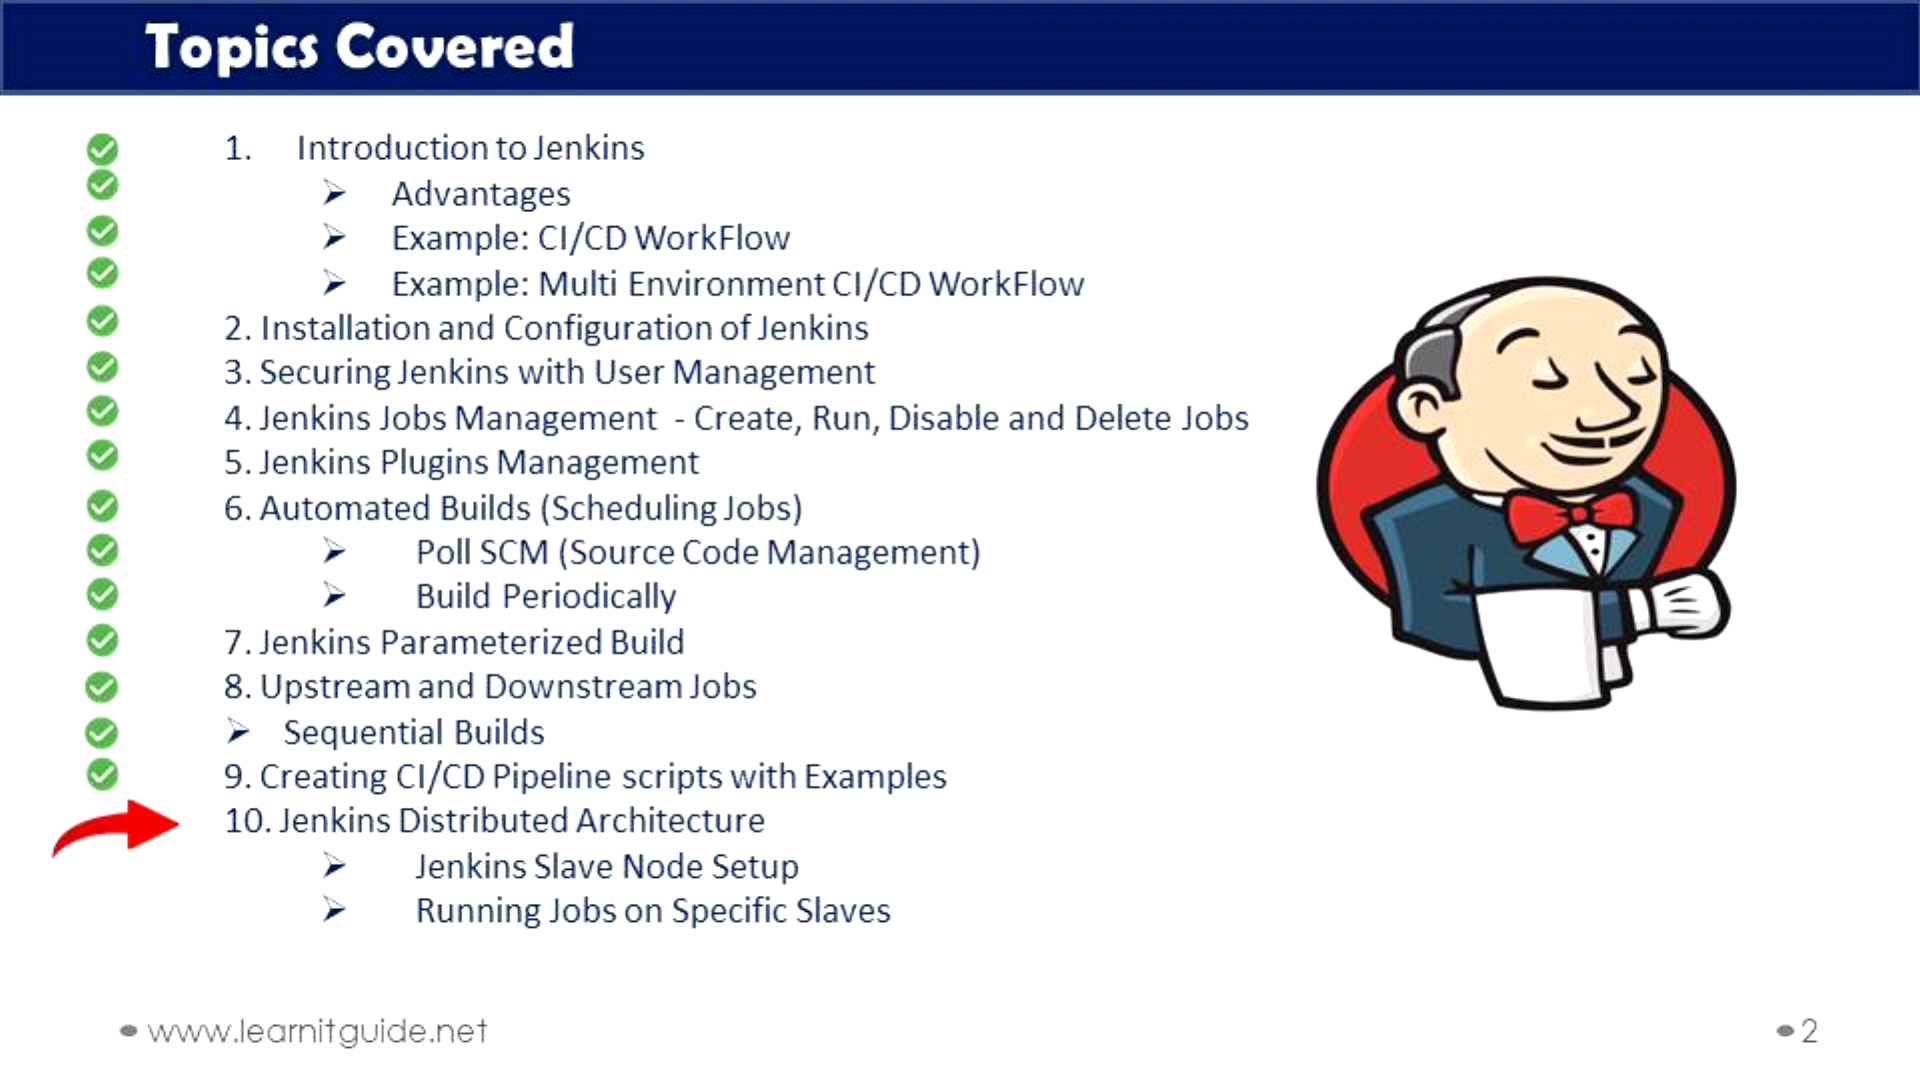 Topics Covered
1. Introduction to Jenkins
Advantages
Example: CI/CD WorkFlow
Example: Multi Environment CI/CD WorkFlow
2. Installation and Configuration of Jenkins
3. Securing Jenkins with User Management
4. Jenkins Jobs Management - Create, Run, Disable and Delete Jobs
5. Jenkins Plugins Management
6. Automated Builds (Scheduling Jobs)
Poll SCM (Source Code Management)
Build Periodically
7. Jenkins Parameterized Build
8. Upstream and Downstream Jobs
Sequential Builds
9. Creating CI/CD Pipeline scripts with Examples
10. Jenkins Distributed Architecture
Jenkins Slave Node Setup
Running Jobs on Specific Slaves
www.learnitguide.net
2